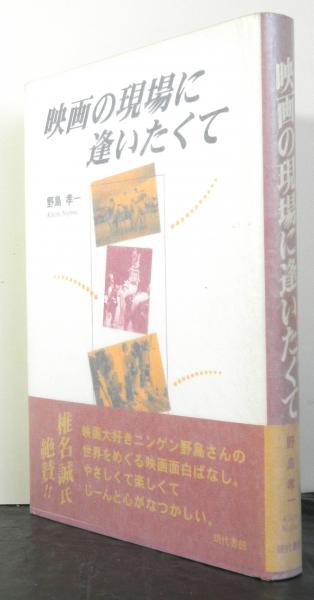 映画の現場に
逢いたくて
野島 孝一
椎名誠氏
絶賛!!
映画大好きニンゲン野島さんの
世界をめぐる映画面白ばなし。
やさしくて楽しくて
じーんと心がなつかしい。
現代書館
映画の現場に逢いたくて
野島孝一